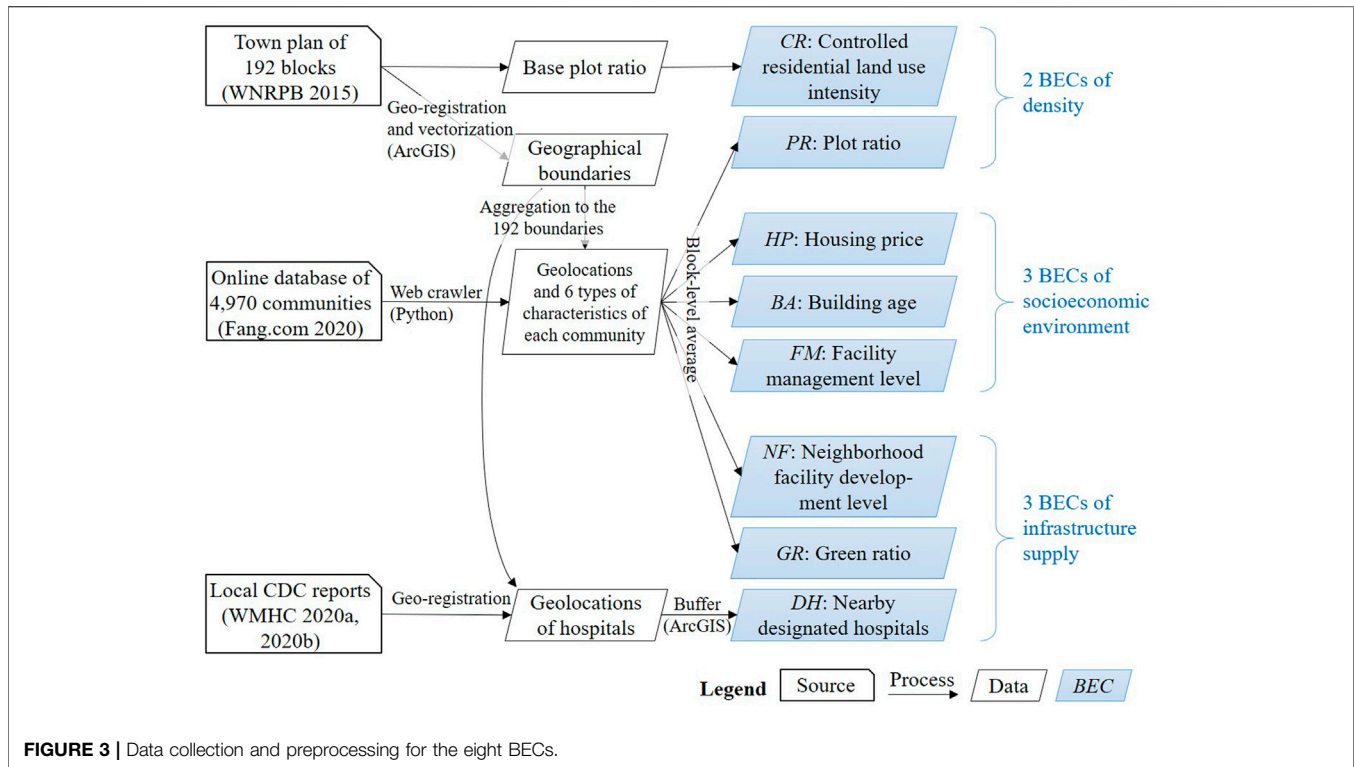 Town plan of
192 blocks
(WNRPB 2015)
Base plot ratio
CR: Controlled
residential land use
intensity
2 BECs of
density
Geo-registration
and vectorization
(ArcGIS)
Geographical
boundaries
PR: Plot ratio
Aggregation to the
192 boundaries
Block-level average
HP: Housing price
Online database of
4,970 communities
(Fang.com 2020)
Web crawler
(Python)
Geolocations
and 6 types of
characteristics of
each community
BA: Building age
3 BECs of
socioeconomic
environment
FM: Facility
management level
NF: Neighborhood
facility develop-
ment level
3 BECs of
infrastructure
supply
GR: Green ratio
Local CDC reports
(WMHC 2020a,
2020b)
Geo-registration
Geolocations
of hospitals
Buffer
(ArcGIS)
DH: Nearby
designated hospitals
Legend
Source
Process
Data
BEC
FIGURE 3 | Data collection and preprocessing for the eight BECs.